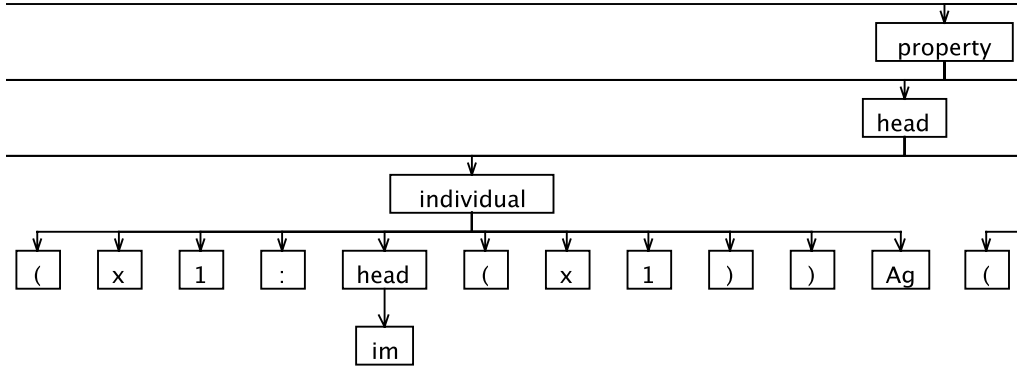 property
head
individual
( x 1 : head ( x 1 ) ) Ag (
im